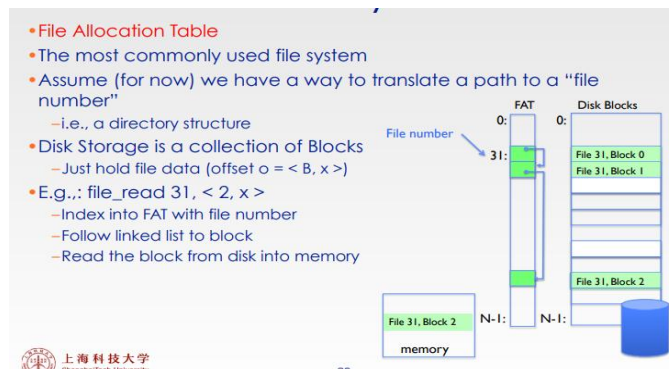 •File Allocation Table
•The most commonly used file system
•Assume (for now) we have a way to translate a path to a “file
number”
–i.e., a directory structure
•Disk Storage is a collection of Blocks
–Just hold file data (offset o = < B, x >)
•E.g.,: file_read 31, < 2, x >
–Index into FAT with file number
–Follow linked list to block
–Read the block from disk into memory
FAT
Disk Blocks
0:
0:
File number
31:
File 31, Block 0
File 31, Block 1
File 31, Block 2
N-1:
N-1:
File 31, Block 2
memory
上海科技大学